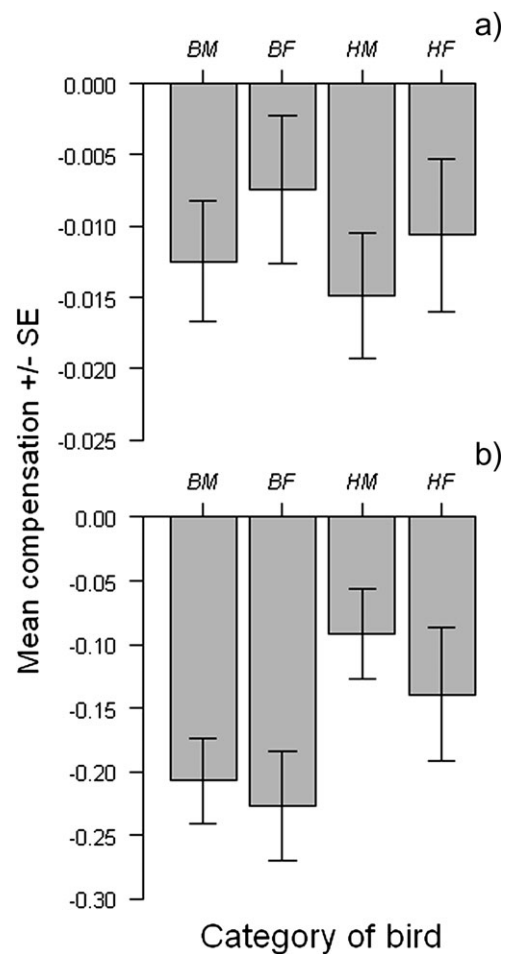 a)
BM BF HM HF
0.000
-0.005
-0.010
-0.015
-0.020
-0.025
Mean compensation +/- SE
b)
BM BF HM HF
0.00
-0.05
-0.10
-0.15
-0.20
-0.25
-0.30
Category of bird